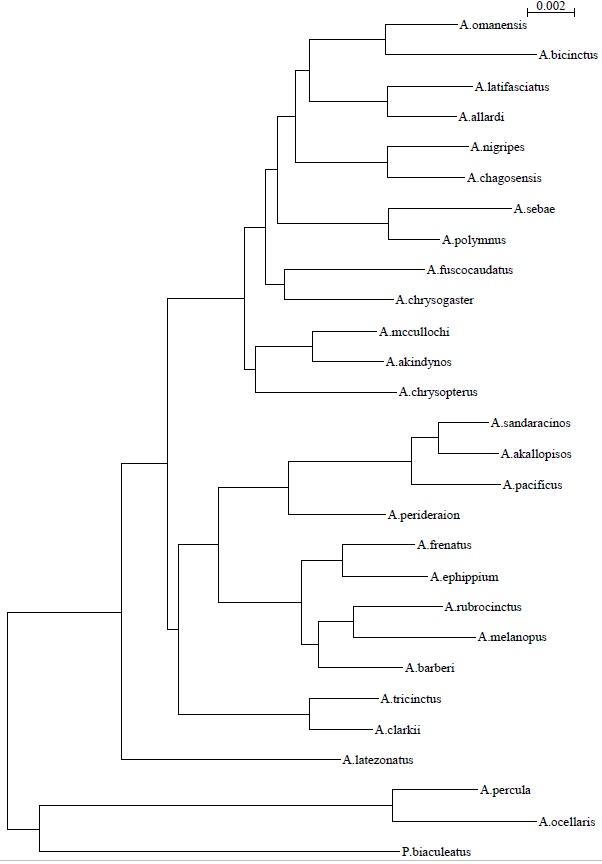 0.002
A.omanensis
A.bicinctus
A.latifasciatus
A.allardi
A.nigripes
A.chagosensis
A.sebae
A.polymnus
A.fuscocaudatus
A.chrysogaster
A.mccullochi
A.akindynos
A.chrysopterus
A.sandaracinos
A.akallopisos
A.pacificus
A.perideraion
A.frenatus
A.ephippium
A.rubrocinctus
A.melanopus
A.barberi
A.tricinctus
A.clarkii
A.latezonatus
A.percula
A.ocellaris
P.biaculeatus